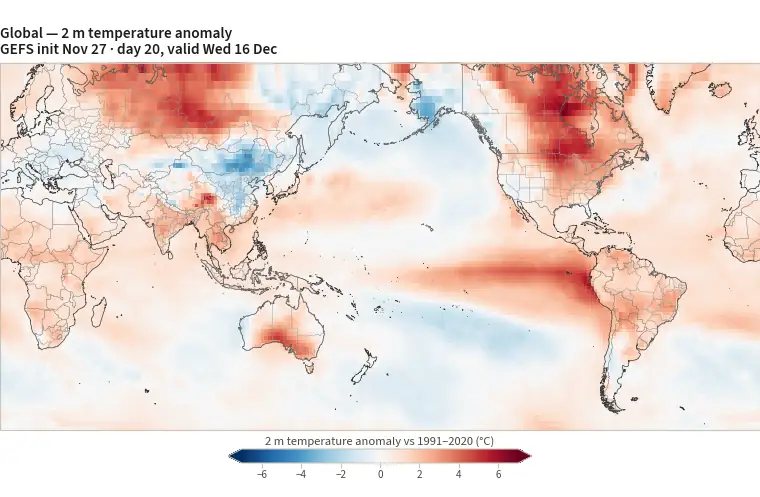 Global — 2 m temperature anomaly
GEFS init Nov 27 · day 20, valid Wed 16 Dec
2 m temperature anomaly vs 1991–2020 (°C)
−6 −4 −2 0 2 4 6